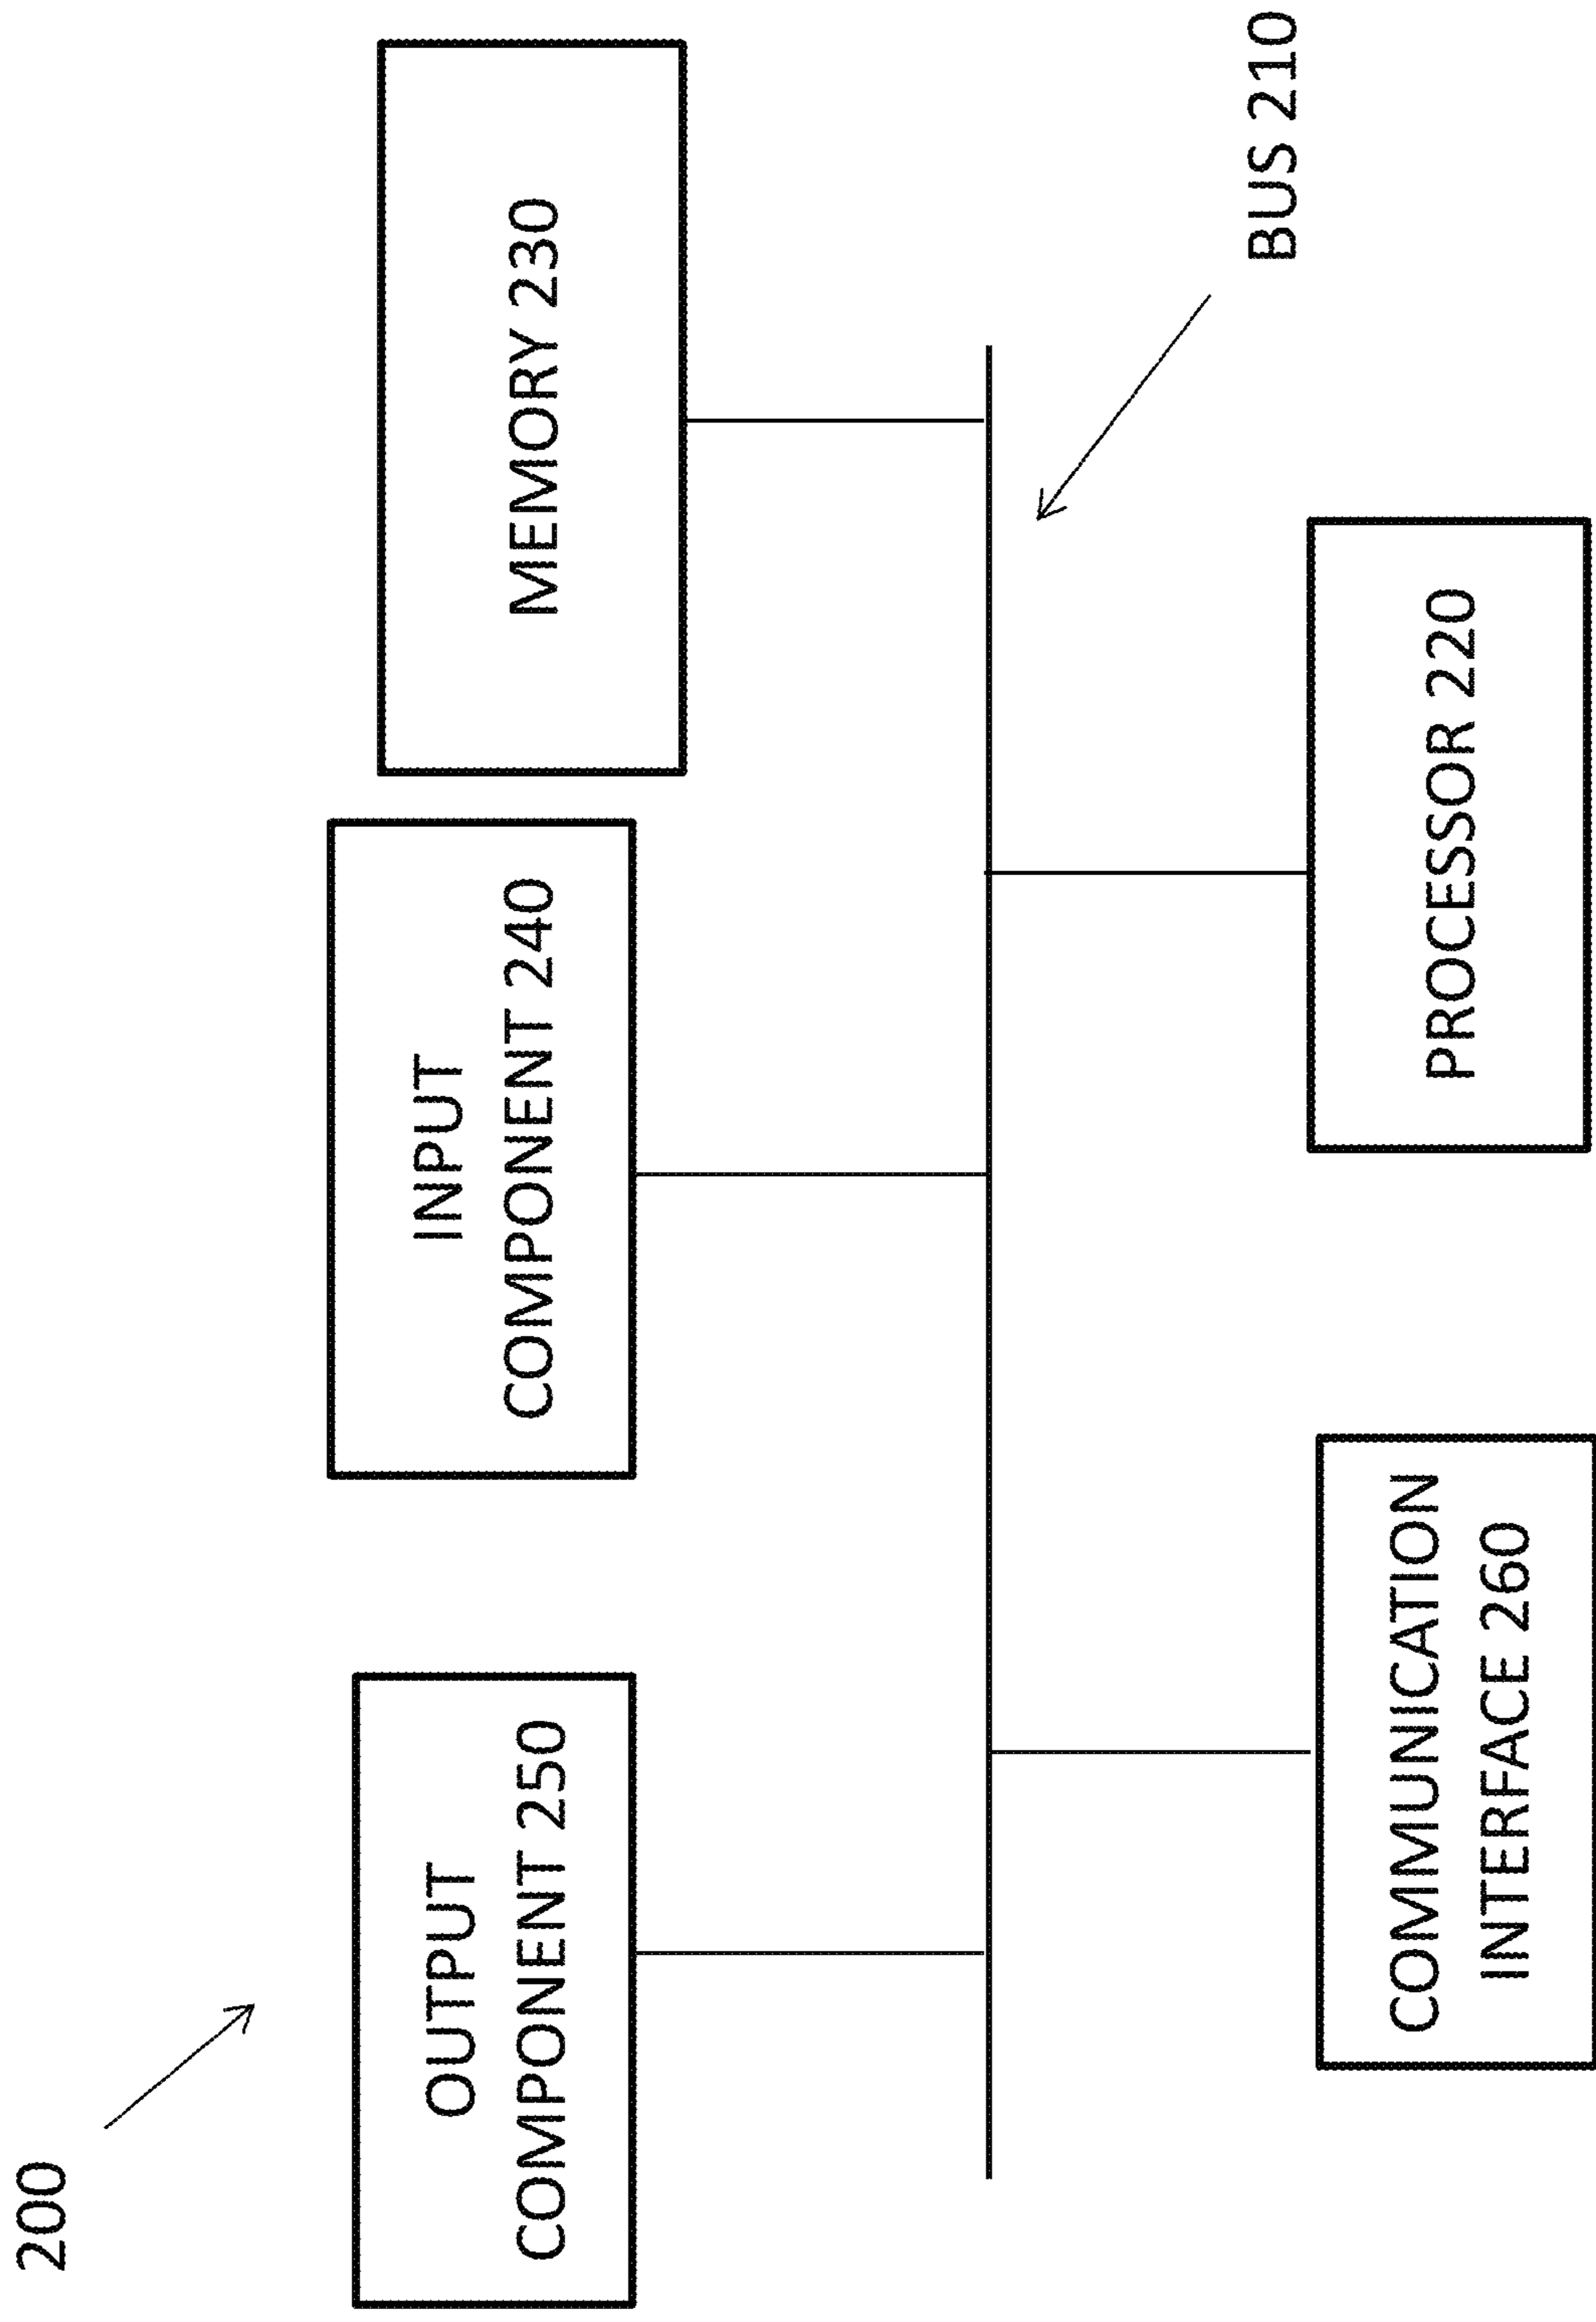 200
OUTPUT
COMPONENT 250
INPUT
COMPONENT 240
MEMORY 230
BUS 210
COMMUNICATION
INTERFACE 260
PROCESSOR 220